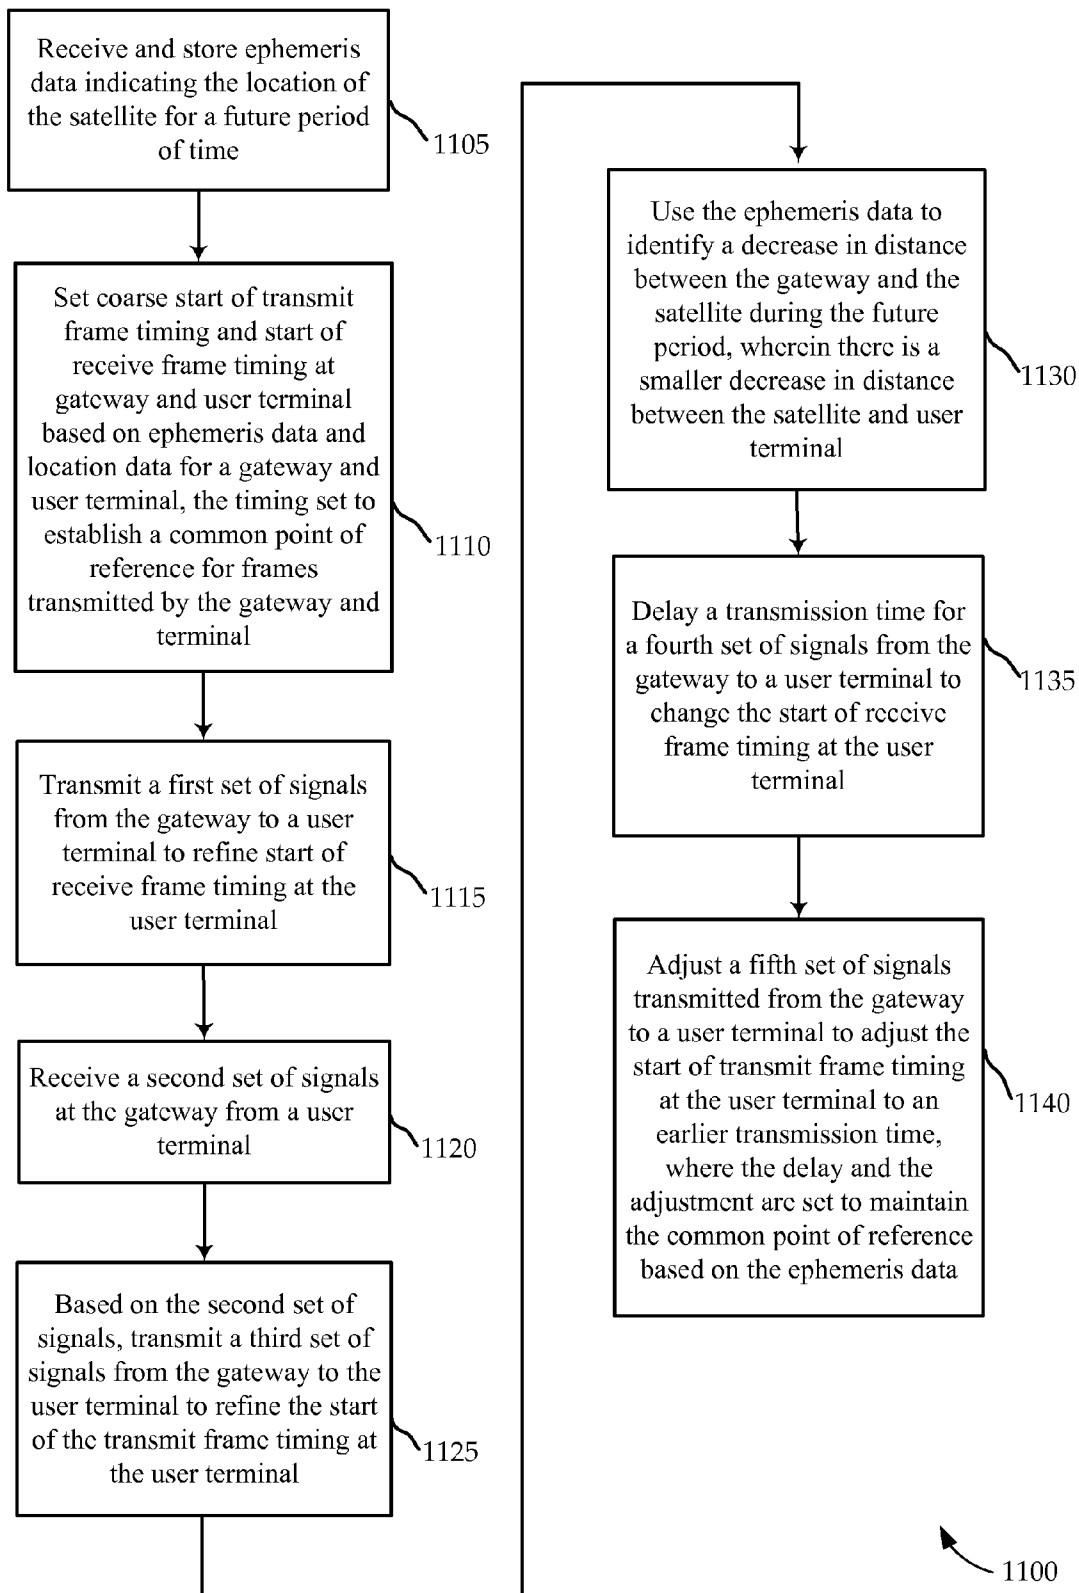 Receive and store ephemeris
data indicating the location of
the satellite for a future period
of time
1105
Set coarse start of transmit
frame timing and start of
receive frame timing at
gateway and user terminal
based on ephemeris data and
location data for a gateway and
user terminal, the timing set to
establish a common point of
reference for frames
transmitted by the gateway and
terminal
1110
Transmit a first set of signals
from the gateway to a user
terminal to refine start of
receive frame timing at the
user terminal
1115
Receive a second set of signals
at the gateway from a user
terminal
1120
Based on the second set of
signals, transmit a third set of
signals from the gateway to the
user terminal to refine the start
of the transmit frame timing at
the user terminal
1125
Use the ephemeris data to
identify a decrease in distance
between the gateway and the
satellite during the future
period, wherein there is a
smaller decrease in distance
between the satellite and user
terminal
1130
Delay a transmission time for
a fourth set of signals from the
gateway to a user terminal to
change the start of receive
frame timing at the user
terminal
1135
Adjust a fifth set of signals
transmitted from the gateway
to a user terminal to adjust the
start of transmit frame timing
at the user terminal to an
earlier transmission time,
where the delay and the
adjustment are set to maintain
the common point of reference
based on the ephemeris data
1140
1100